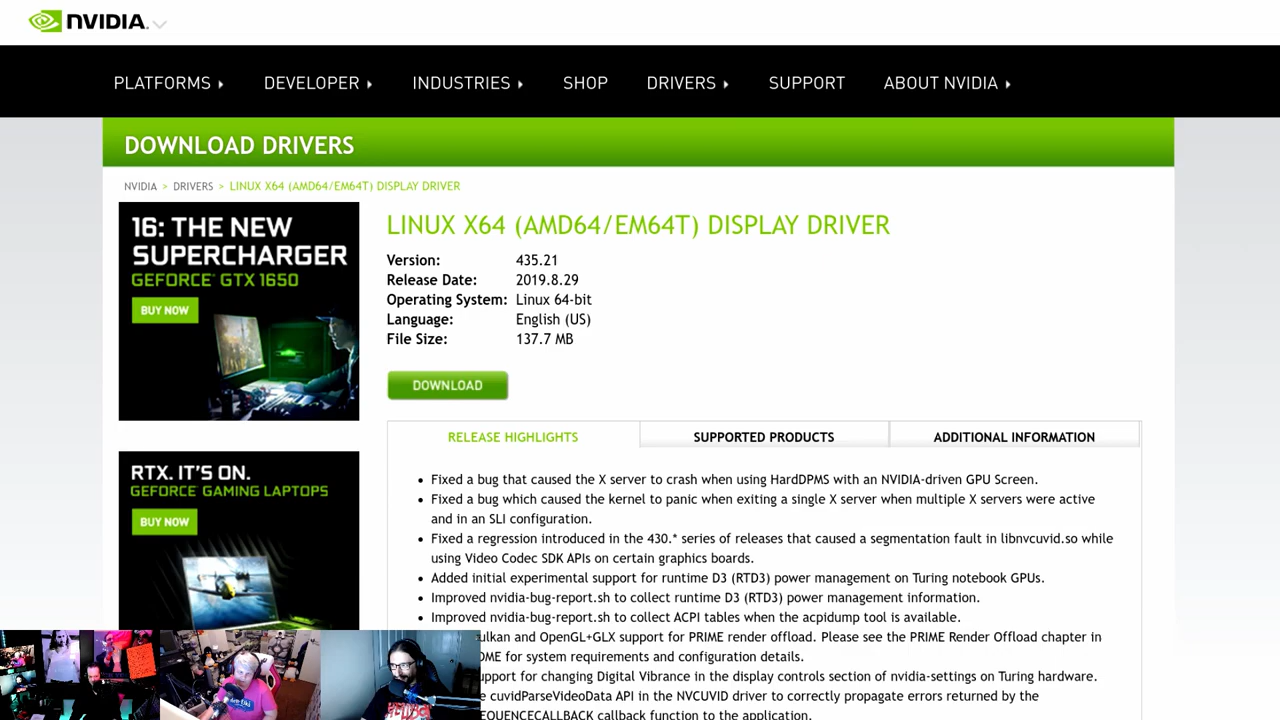 NVIDIA.
PLATFORMS
DEVELOPER
INDUSTRIES
SHOP
DRIVERS
SUPPORT
ABOUT NVIDIA
DOWNLOAD DRIVERS
NVIDIA > DRIVERS > LINUX X64 (AMD64/EM64T) DISPLAY DRIVER
16: THE NEW
SUPERCHARGER
GEFORCE® GTX 1650
BUY NOW
LINUX X64 (AMD64/EM64T) DISPLAY DRIVER
Version: 435.21
Release Date: 2019.8.29
Operating System: Linux 64-bit
Language: English (US)
File Size: 137.7 MB
DOWNLOAD
RTX. IT'S ON.
GEFORCE® GAMING LAPTOPS
BUY NOW
RELEASE HIGHLIGHTS
SUPPORTED PRODUCTS
ADDITIONAL INFORMATION
• Fixed a bug that caused the X server to crash when using HardDPMS with an NVIDIA-driven GPU Screen.
• Fixed a bug which caused the kernel to panic when exiting a single X server when multiple X servers were active
and in an SLI configuration.
• Fixed a regression introduced in the 430.* series of releases that caused a segmentation fault in libnvcuvid.so while
using Video Codec SDK APIs on certain graphics boards.
• Added initial experimental support for runtime D3 (RTD3) power management on Turing notebook GPUs.
• Improved nvidia-bug-report.sh to collect runtime D3 (RTD3) power management information.
• Improved nvidia-bug-report.sh to collect ACPI tables when the acpidump tool is available.
ulkan and OpenGL+GLX support for PRIME render offload. Please see the PRIME Render Offload chapter in
OME for system requirements and configuration details.
upport for changing Digital Vibrance in the display controls section of nvidia-settings on Turing hardware.
e cuvidParseVideoData API in the NVCUVID driver to correctly propagate errors returned by the
EQUENCECALLBACK callback function to the application.